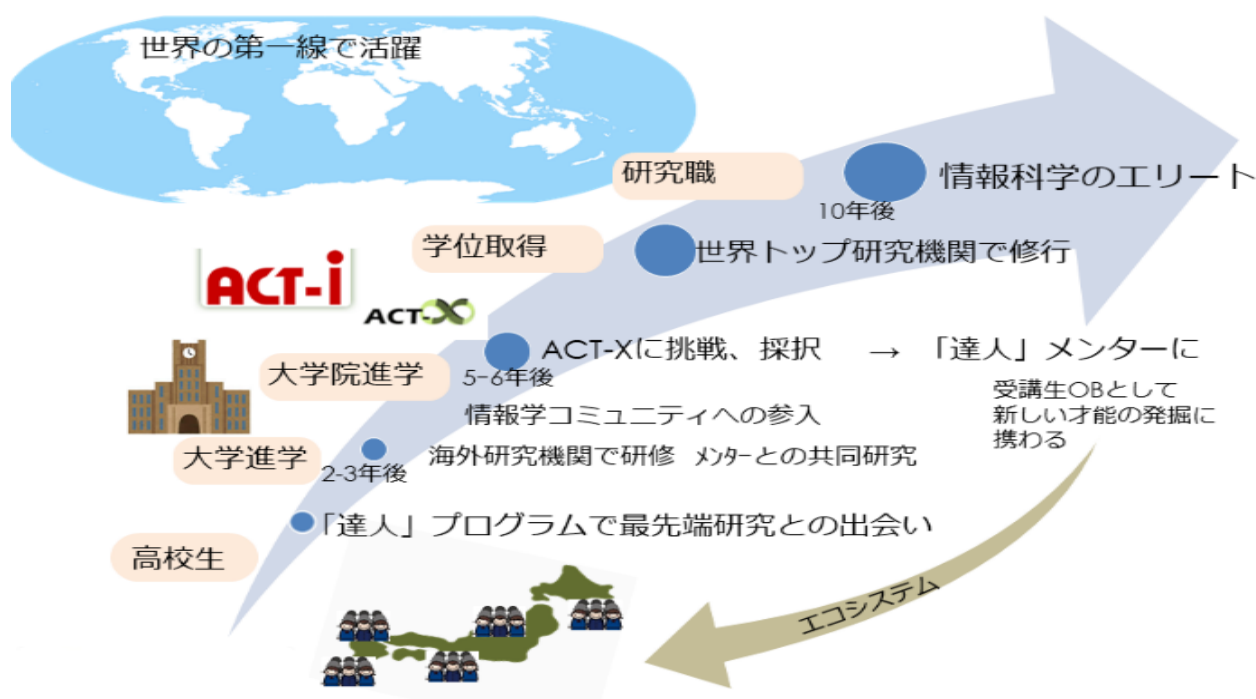 世界の第一線で活躍
研究職
情報科学のエリート
10年後
学位取得
世界トップ研究機関で修行
ACT-i
ACT-X
ACT-Xに挑戦、採択 → 「達人」メンターに
大学院進学
5-6年後
受講生OBとして
新しい才能の発掘に
携わる
情報学コミュニティへの参入
大学進学
2-3年後
海外研究機関で研修 ﾒﾝﾀｰとの共同研究
「達人」プログラムで最先端研究との出会い
高校生
エコシステム